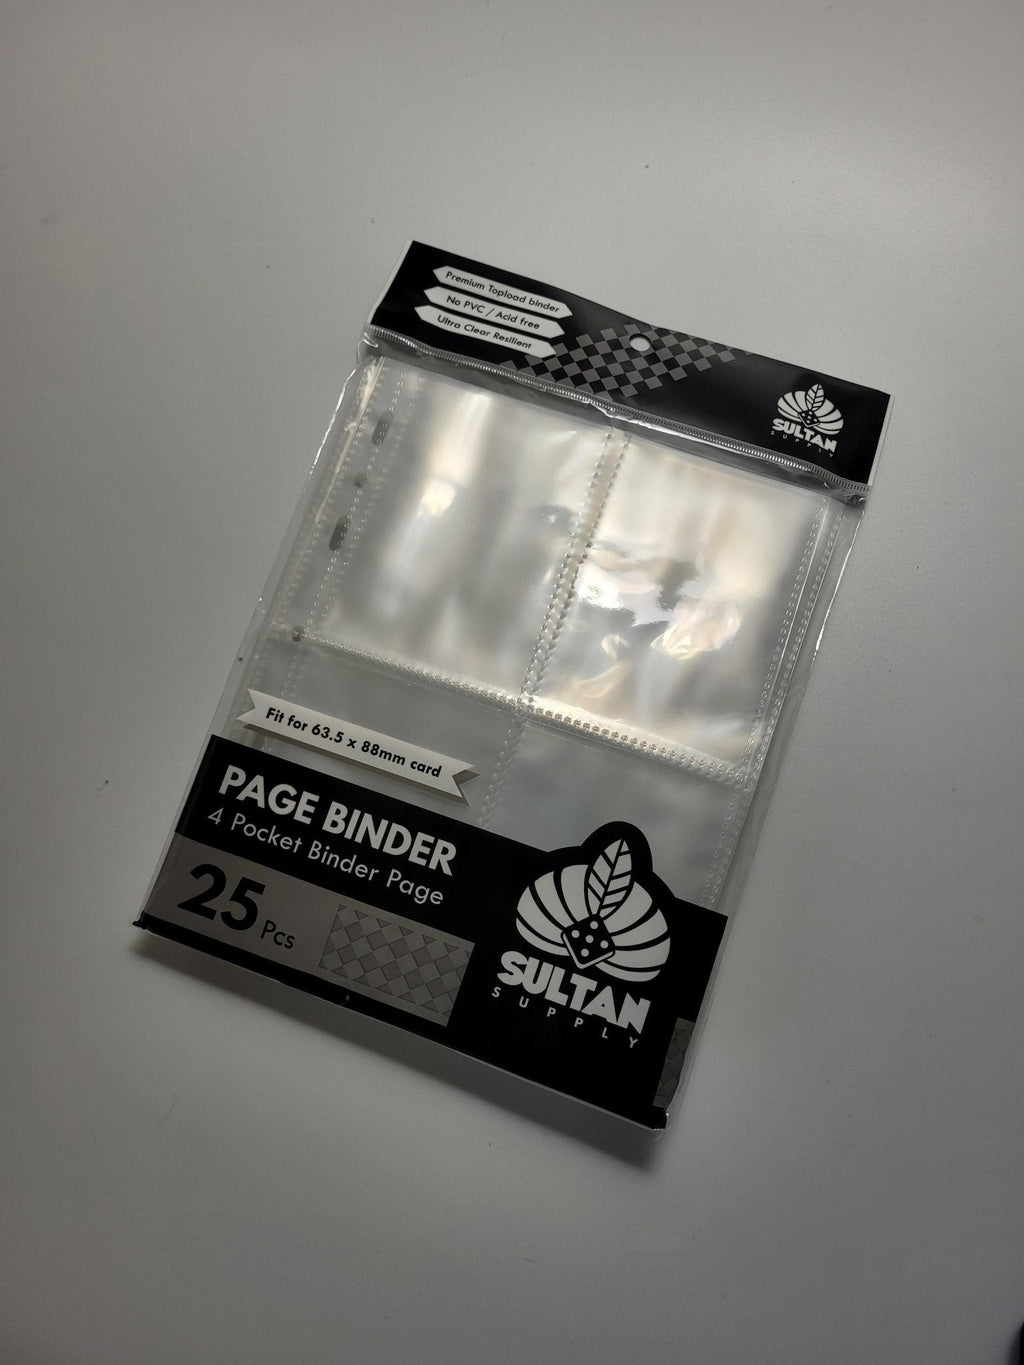 Premium Topload binder
No PVC / Acid free
Ultra Clear Resilient
SULTAN
SUPPLY
Fit for 63.5 x 88mm card
PAGE BINDER
4 Pocket Binder Page
25 Pcs
SULTAN
SUPPLY